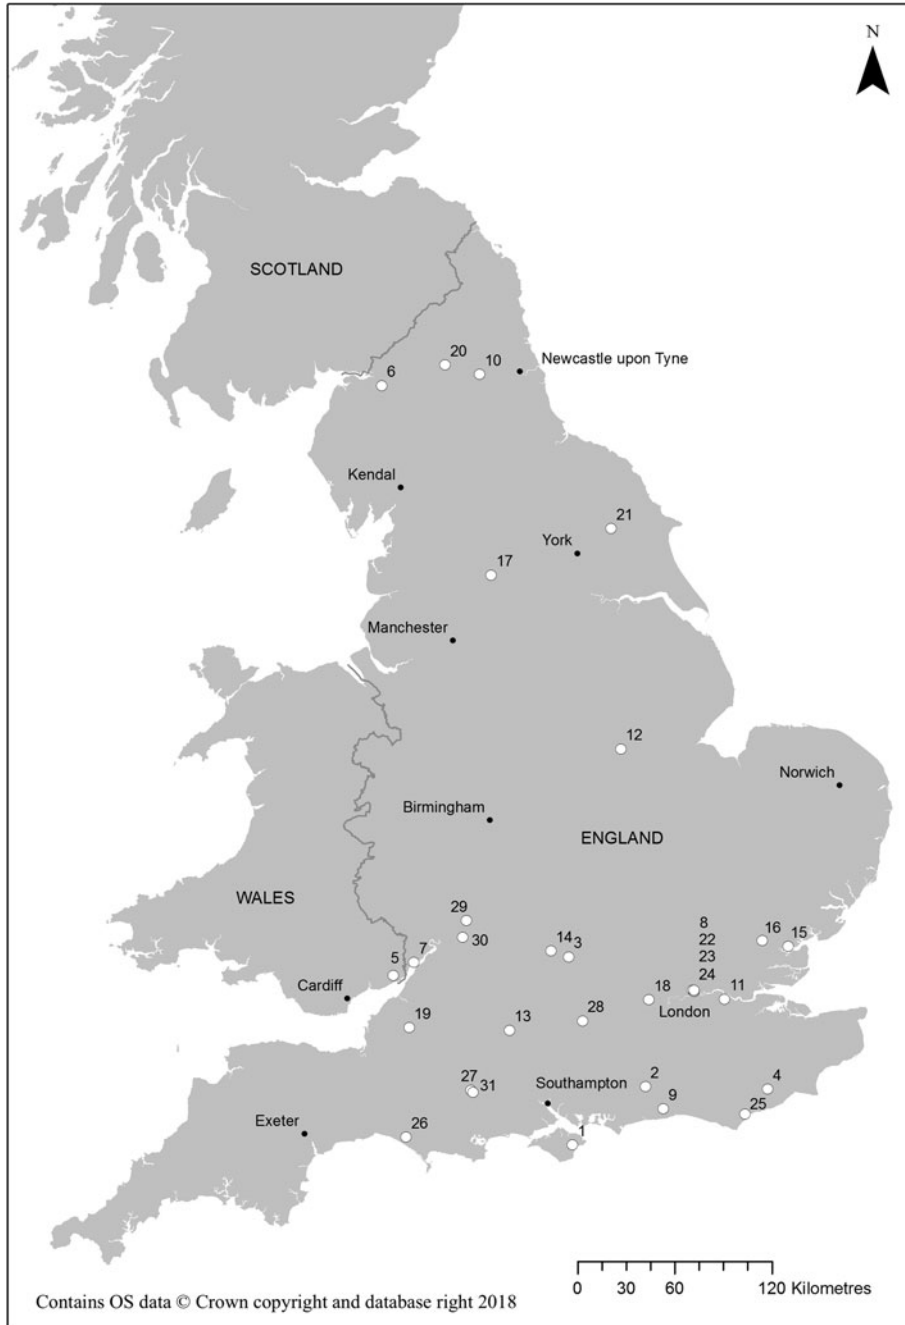 N
SCOTLAND
20
10
Newcastle upon Tyne
6
Kendal
21
York
17
Manchester
12
Norwich
Birmingham
ENGLAND
WALES
29
8
30
22
16
15
14
3
23
7
5
24
Cardiff
18
11
London
19
13
28
27
31
Southampton
2
4
9
25
Exeter
26
1
0 30 60 120 Kilometres
Contains OS data © Crown copyright and database right 2018